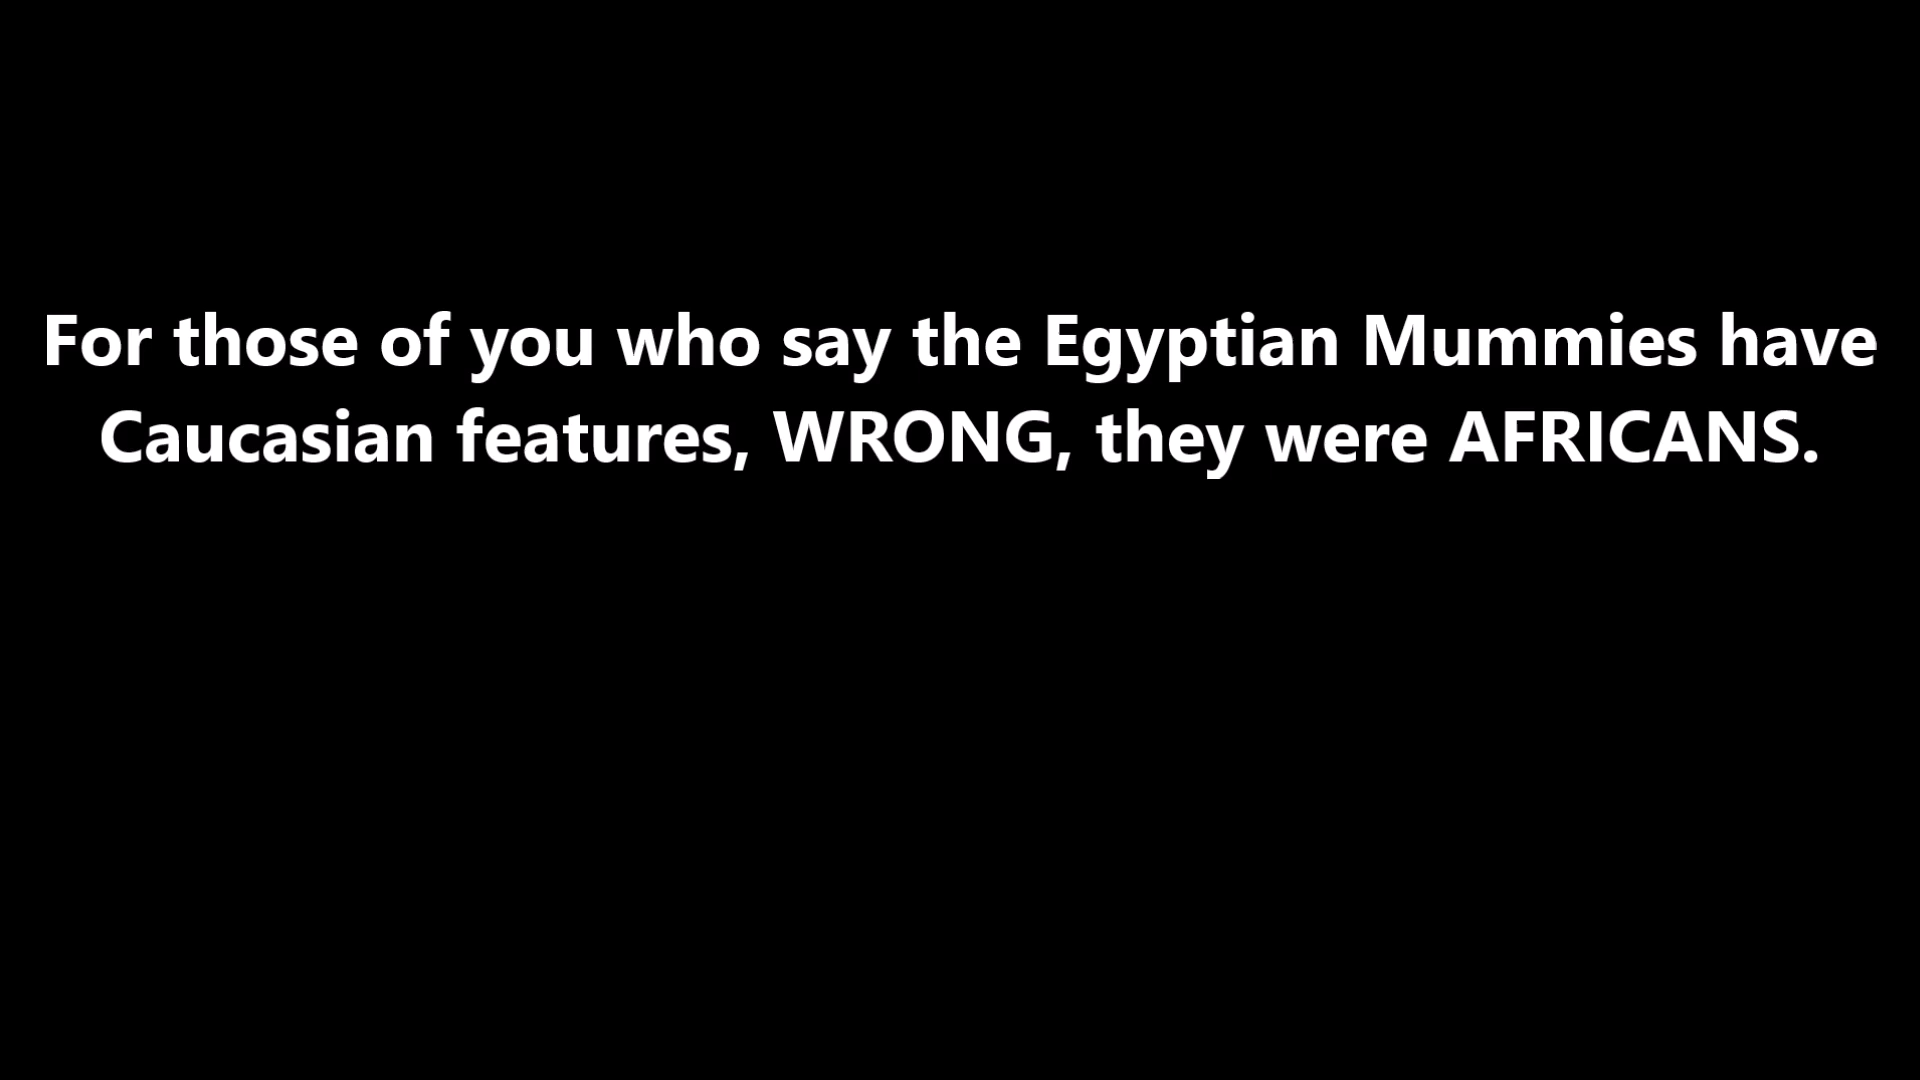 For those of you who say the Egyptian Mummies have
Caucasian features, WRONG, they were AFRICANS.